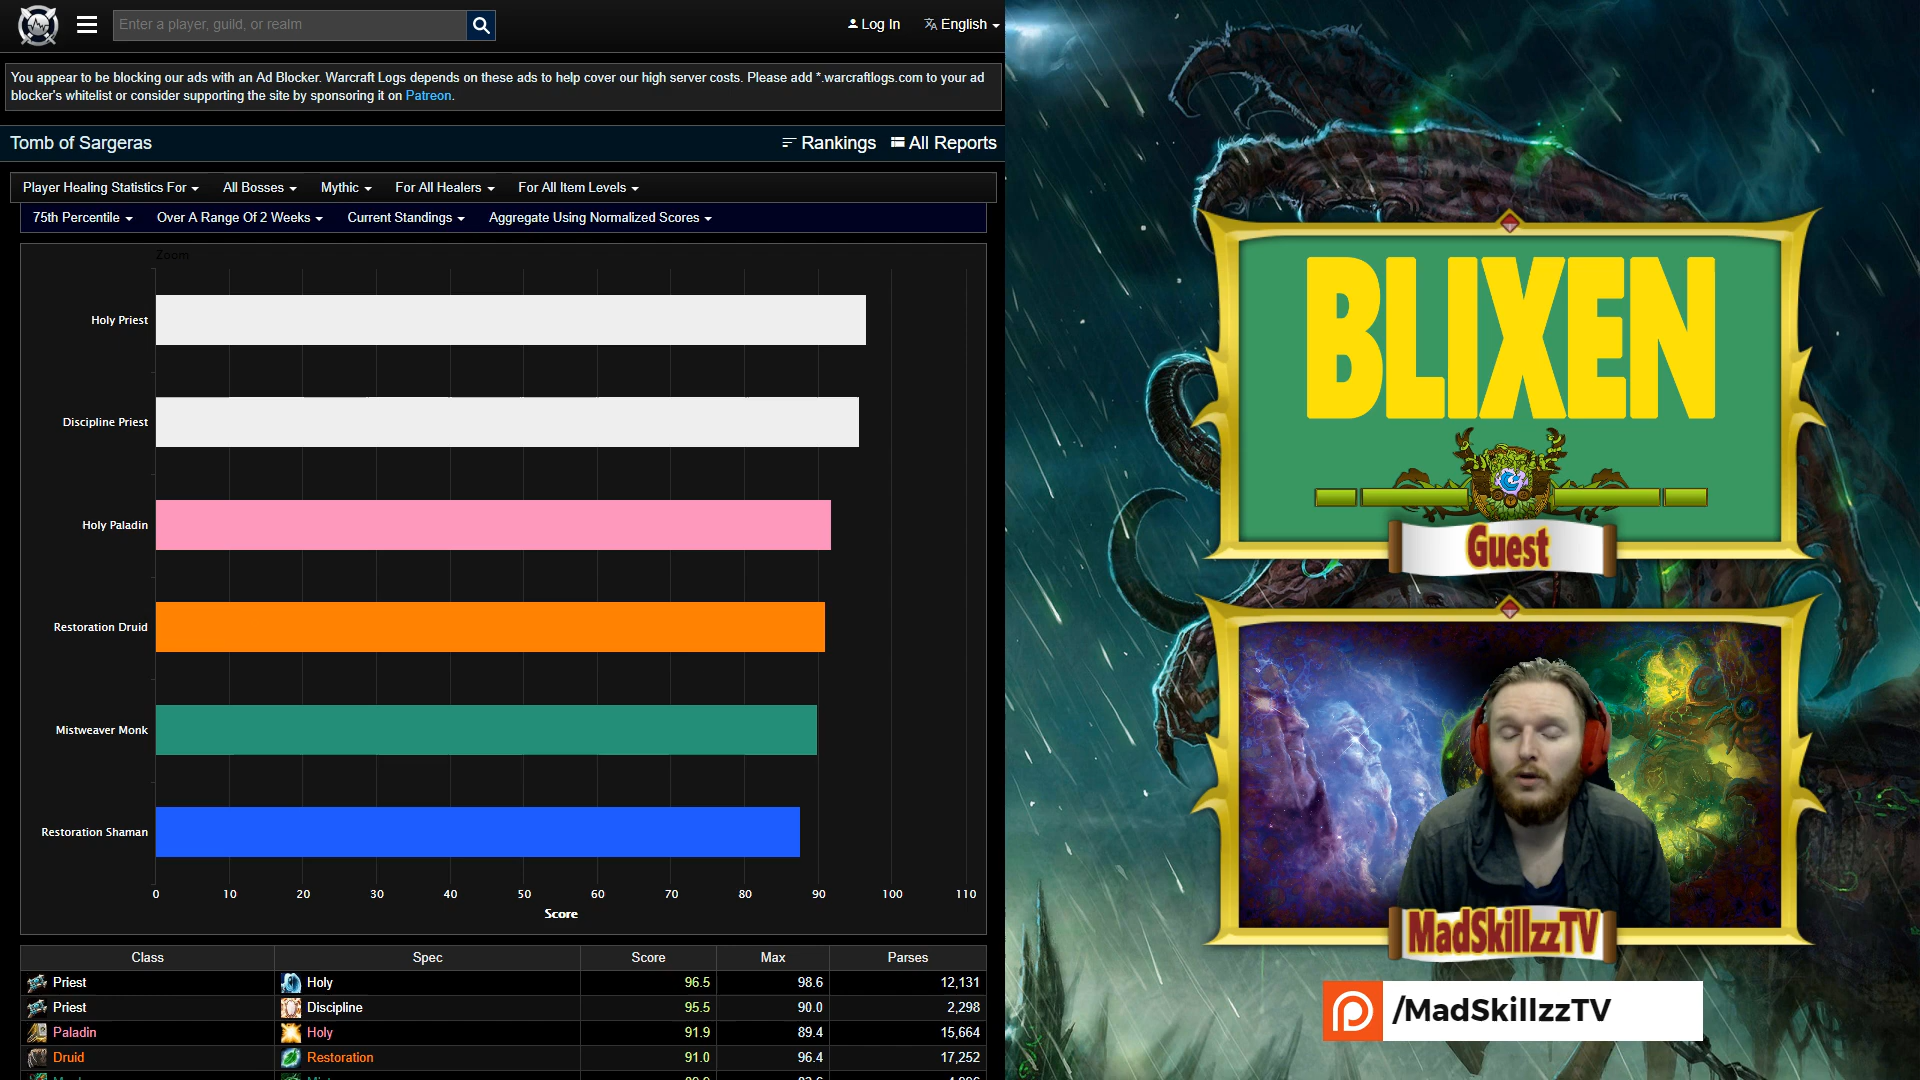 Enter a player, guild, or realm
Log In
English
You appear to be blocking our ads with an Ad Blocker. Warcraft Logs depends on these ads to help cover our high server costs. Please add *.warcraftlogs.com to your ad
blocker's whitelist or consider supporting the site by sponsoring it on Patreon.
Tomb of Sargeras
Rankings
All Reports
Player Healing Statistics For
All Bosses
Mythic
For All Healers
For All Item Levels
75th Percentile
Over A Range Of 2 Weeks
Current Standings
Aggregate Using Normalized Scores
Zoom
Holy Priest
Discipline Priest
Holy Paladin
Restoration Druid
Mistweaver Monk
Restoration Shaman
0 10 20 30 40 50 60 70 80 90 100 110
Score
Class Spec Score Max Parses
Priest Holy 96.5 98.6 12,131
Priest Discipline 95.5 90.0 2,298
Paladin Holy 91.9 89.4 15,664
Druid Restoration 91.0 96.4 17,252
BLIXEN
Guest
MadSkillzzTV
/MadSkillzzTV